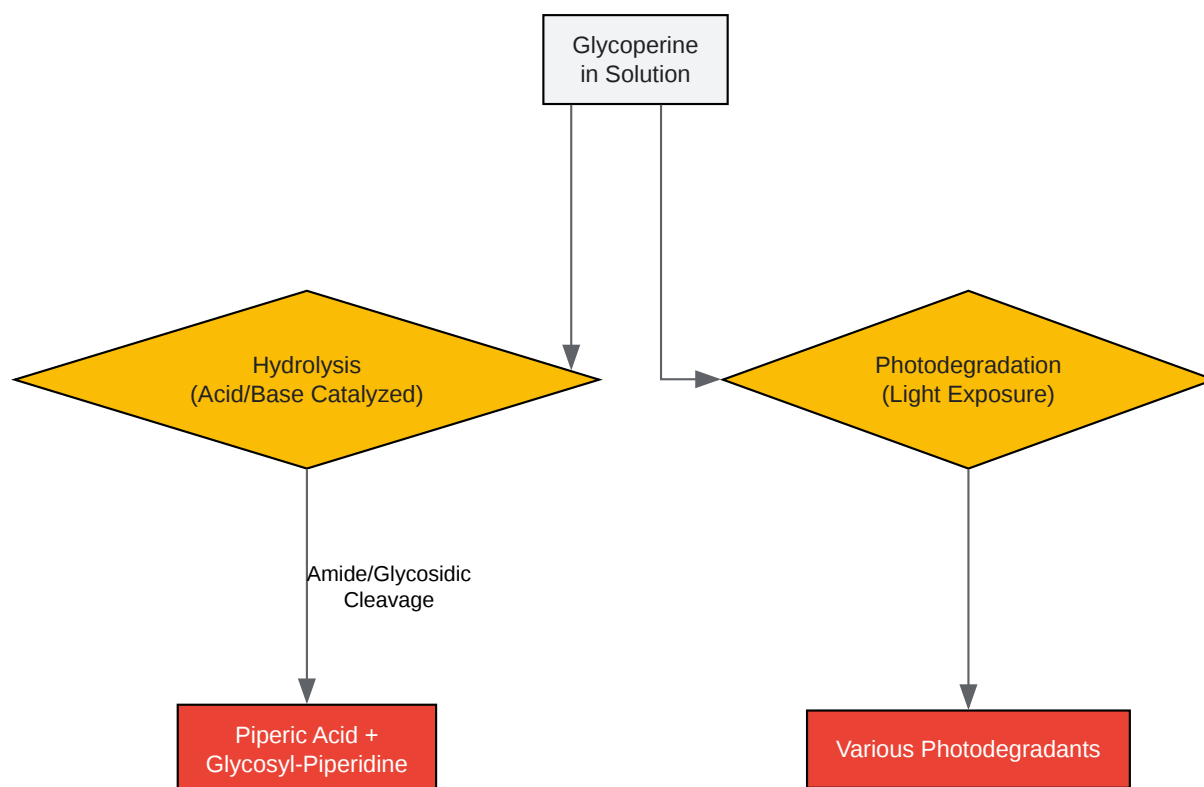 Glycoperine
in Solution
Hydrolysis
(Acid/Base Catalyzed)
Photodegradation
(Light Exposure)
Amide/Glycosidic
Cleavage
Piperic Acid +
Glycosyl-Piperidine
Various Photodegradants